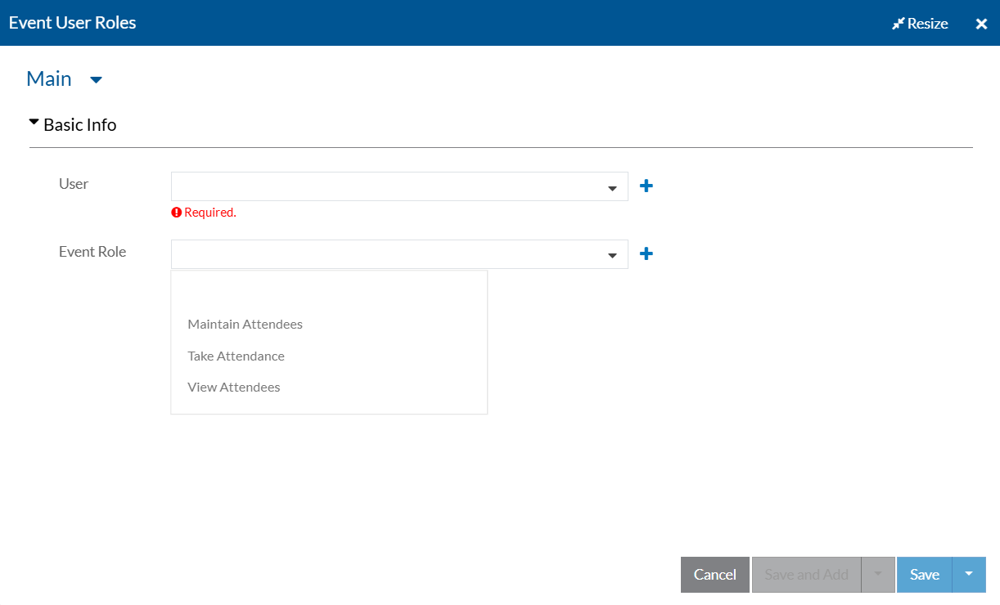 Event User Roles
Resize
Main
Basic Info
User
Required.
Event Role
Maintain Attendees
Take Attendance
View Attendees
Cancel
Save and Add
Save